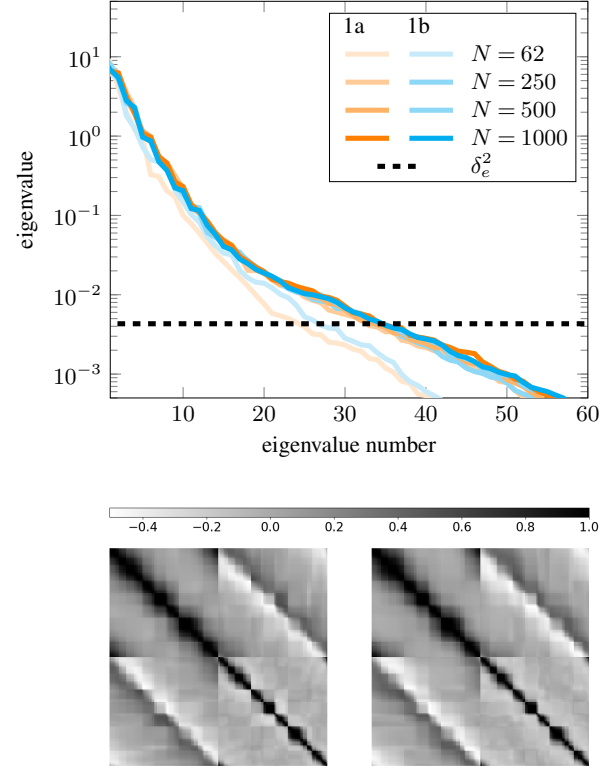 1a 1b
N = 62
N = 250
N = 500
N = 1000
δ_e^2
10^1
10^0
10^−1
10^−2
10^−3
eigenvalue
10 20 30 40 50 60
eigenvalue number
−0.4 −0.2 0.0 0.2 0.4 0.6 0.8 1.0